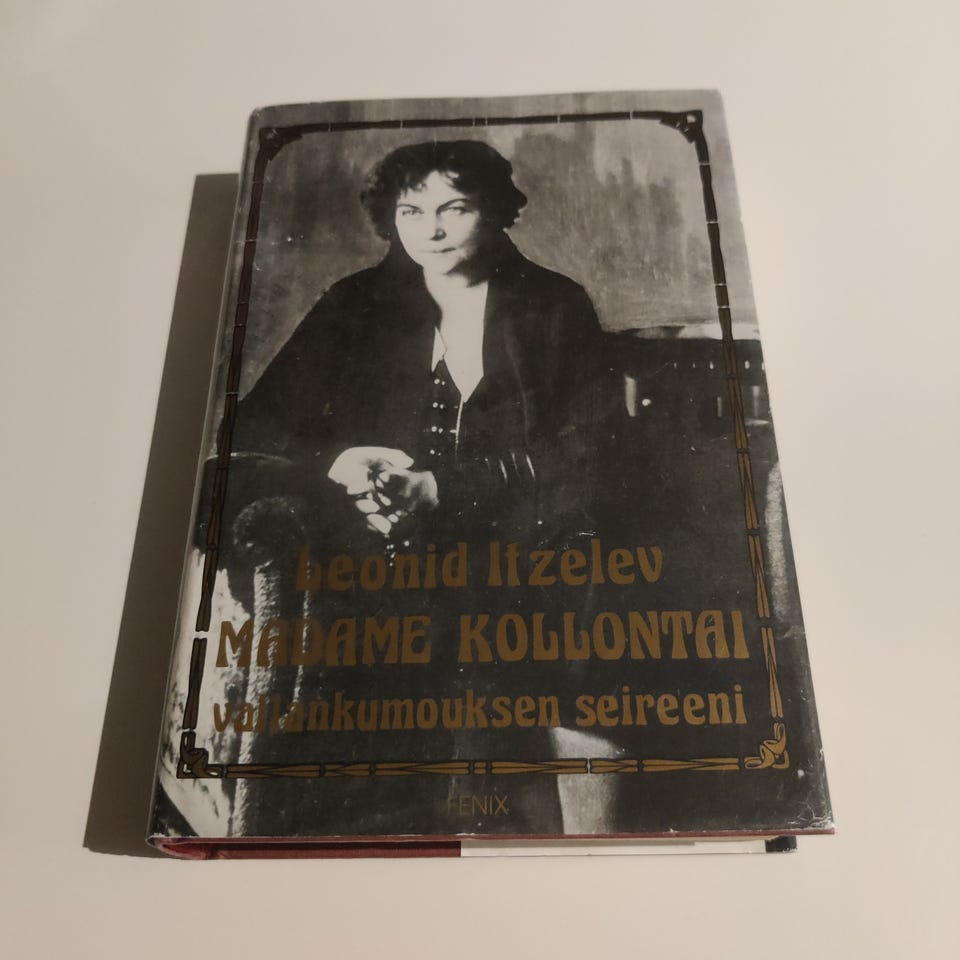 Leonid Itzelev
MADAME KOLLONTAI
vallankumouksen seireeni
FENIX